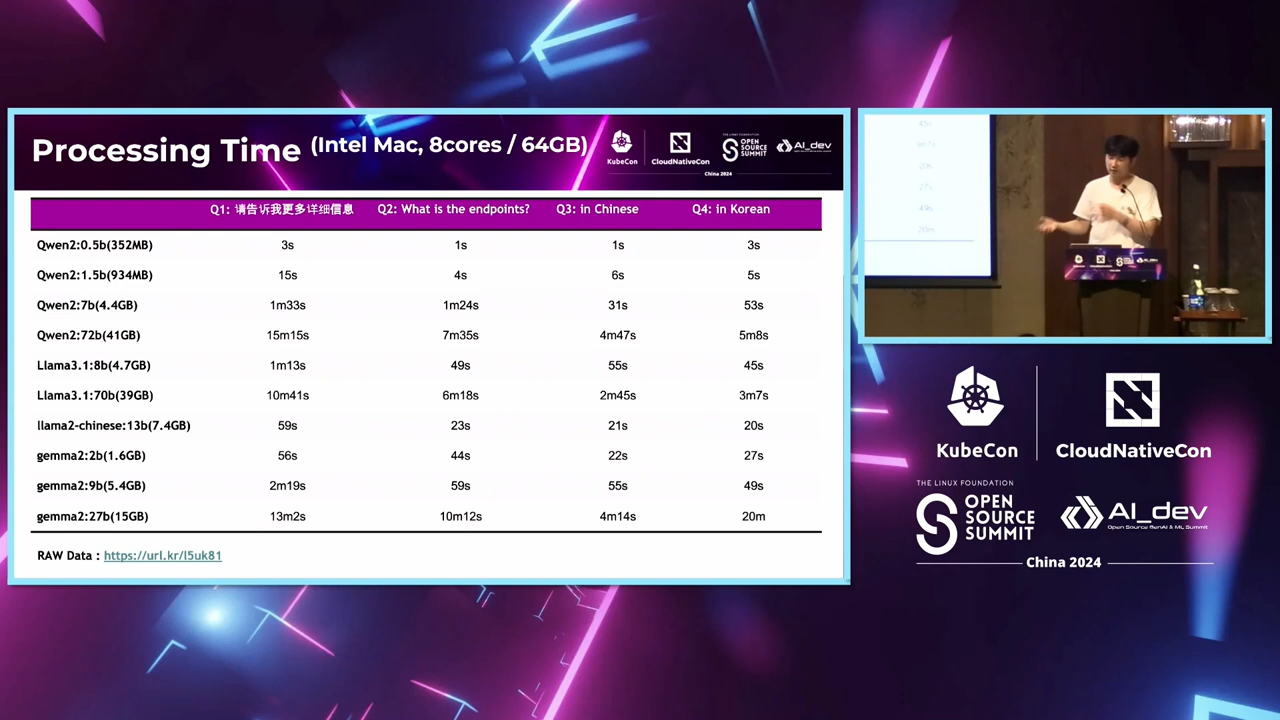 Processing Time (Intel Mac, 8cores / 64GB)
KubeCon
CloudNativeCon
THE LINUX FOUNDATION
OPEN
SOURCE
SUMMIT
AI_dev
China 2024
Q1: 请告诉我更多详细信息 Q2: What is the endpoints? Q3: in Chinese Q4: in Korean
Qwen2:0.5b(352MB) 3s 1s 1s 3s
Qwen2:1.5b(934MB) 15s 4s 6s 5s
Qwen2:7b(4.4GB) 1m33s 1m24s 31s 53s
Qwen2:72b(41GB) 15m15s 7m35s 4m47s 5m8s
Llama3.1:8b(4.7GB) 1m13s 49s 55s 45s
Llama3.1:70b(39GB) 10m41s 6m18s 2m45s 3m7s
llama2-chinese:13b(7.4GB) 59s 23s 21s 20s
gemma2:2b(1.6GB) 56s 44s 22s 27s
gemma2:9b(5.4GB) 2m19s 59s 55s 49s
gemma2:27b(15GB) 13m2s 10m12s 4m14s 20m
RAW Data : https://url.kr/l5uk81
27s
49s
20m
KubeCon
CloudNativeCon
THE LINUX FOUNDATION
OPEN
SOURCE
SUMMIT
AI_dev
Open Source GenAI & ML Summit
China 2024